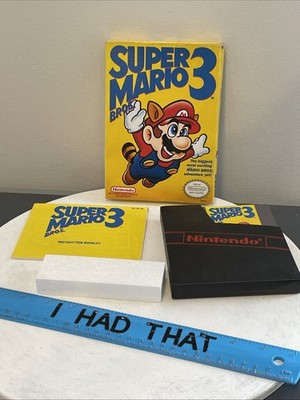 SUPER
MARIO 3
BROS.
The biggest,
most exciting
MARIO BROS.
adventure yet!
Nintendo
SUPER
MARIO 3
BROS.
INSTRUCTION BOOKLET
SUPER
MARIO 3
Nintendo
I HAD THAT